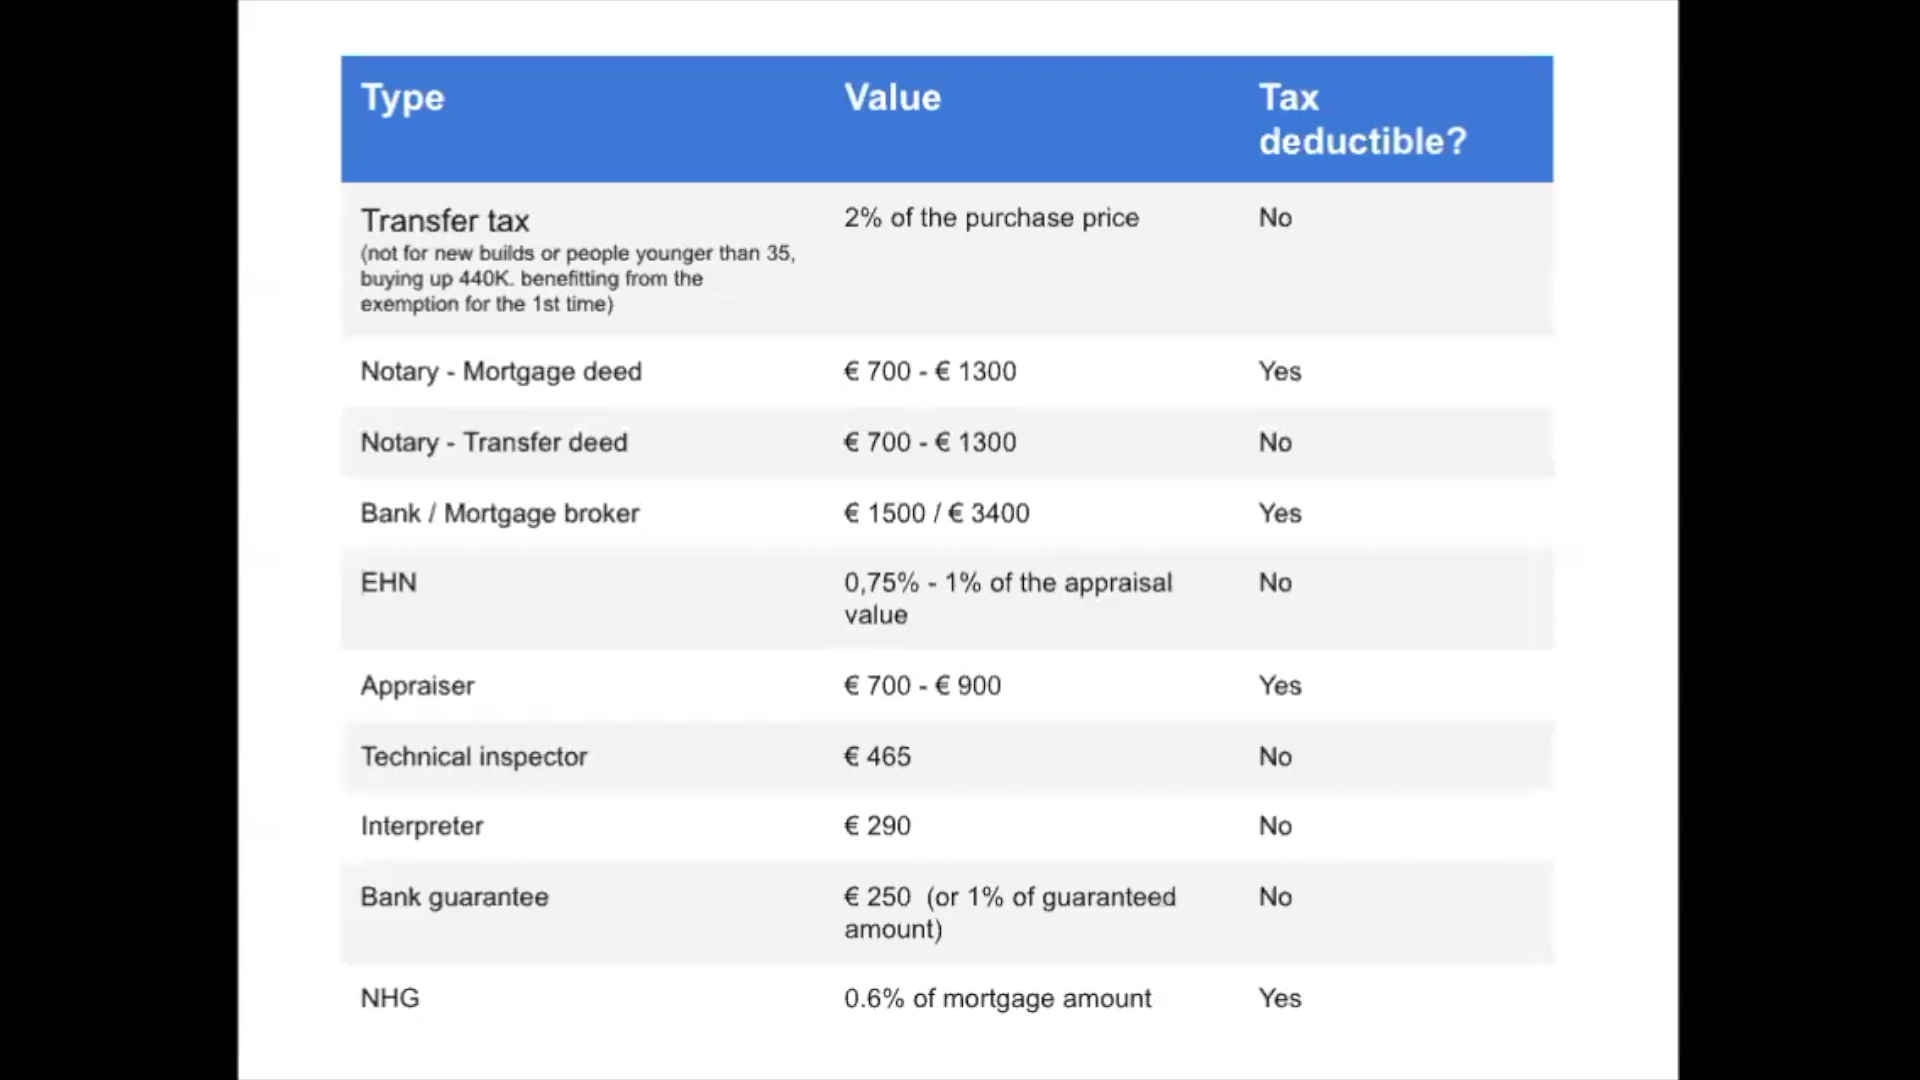 Type Value Tax
deductible?
Transfer tax 2% of the purchase price No
(not for new builds or people younger than 35,
buying up 440K. benefitting from the
exemption for the 1st time)
Notary - Mortgage deed € 700 - € 1300 Yes
Notary - Transfer deed € 700 - € 1300 No
Bank / Mortgage broker € 1500 / € 3400 Yes
EHN 0,75% - 1% of the appraisal No
value
Appraiser € 700 - € 900 Yes
Technical inspector € 465 No
Interpreter € 290 No
Bank guarantee € 250 (or 1% of guaranteed No
amount)
NHG 0.6% of mortgage amount Yes